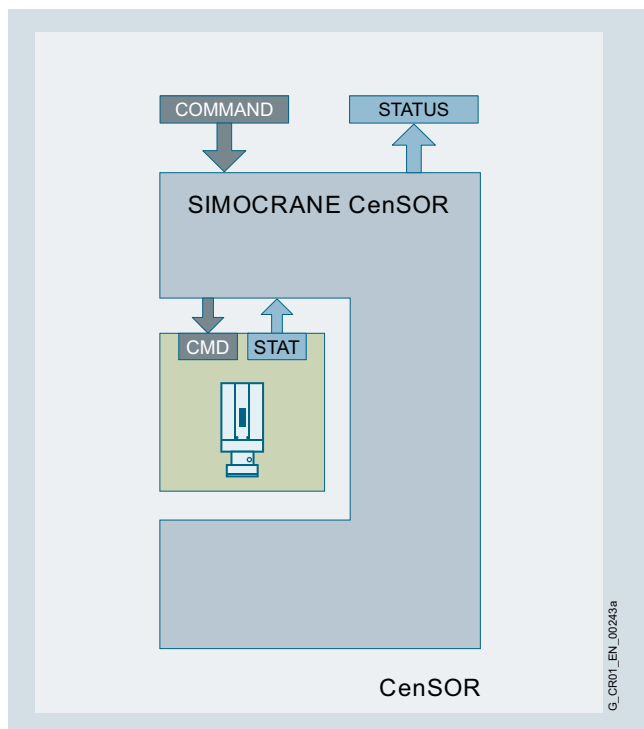 COMMAND
STATUS
SIMOCRANE CenSOR
CMD
STAT
CenSOR
G_CR01_EN_00243a